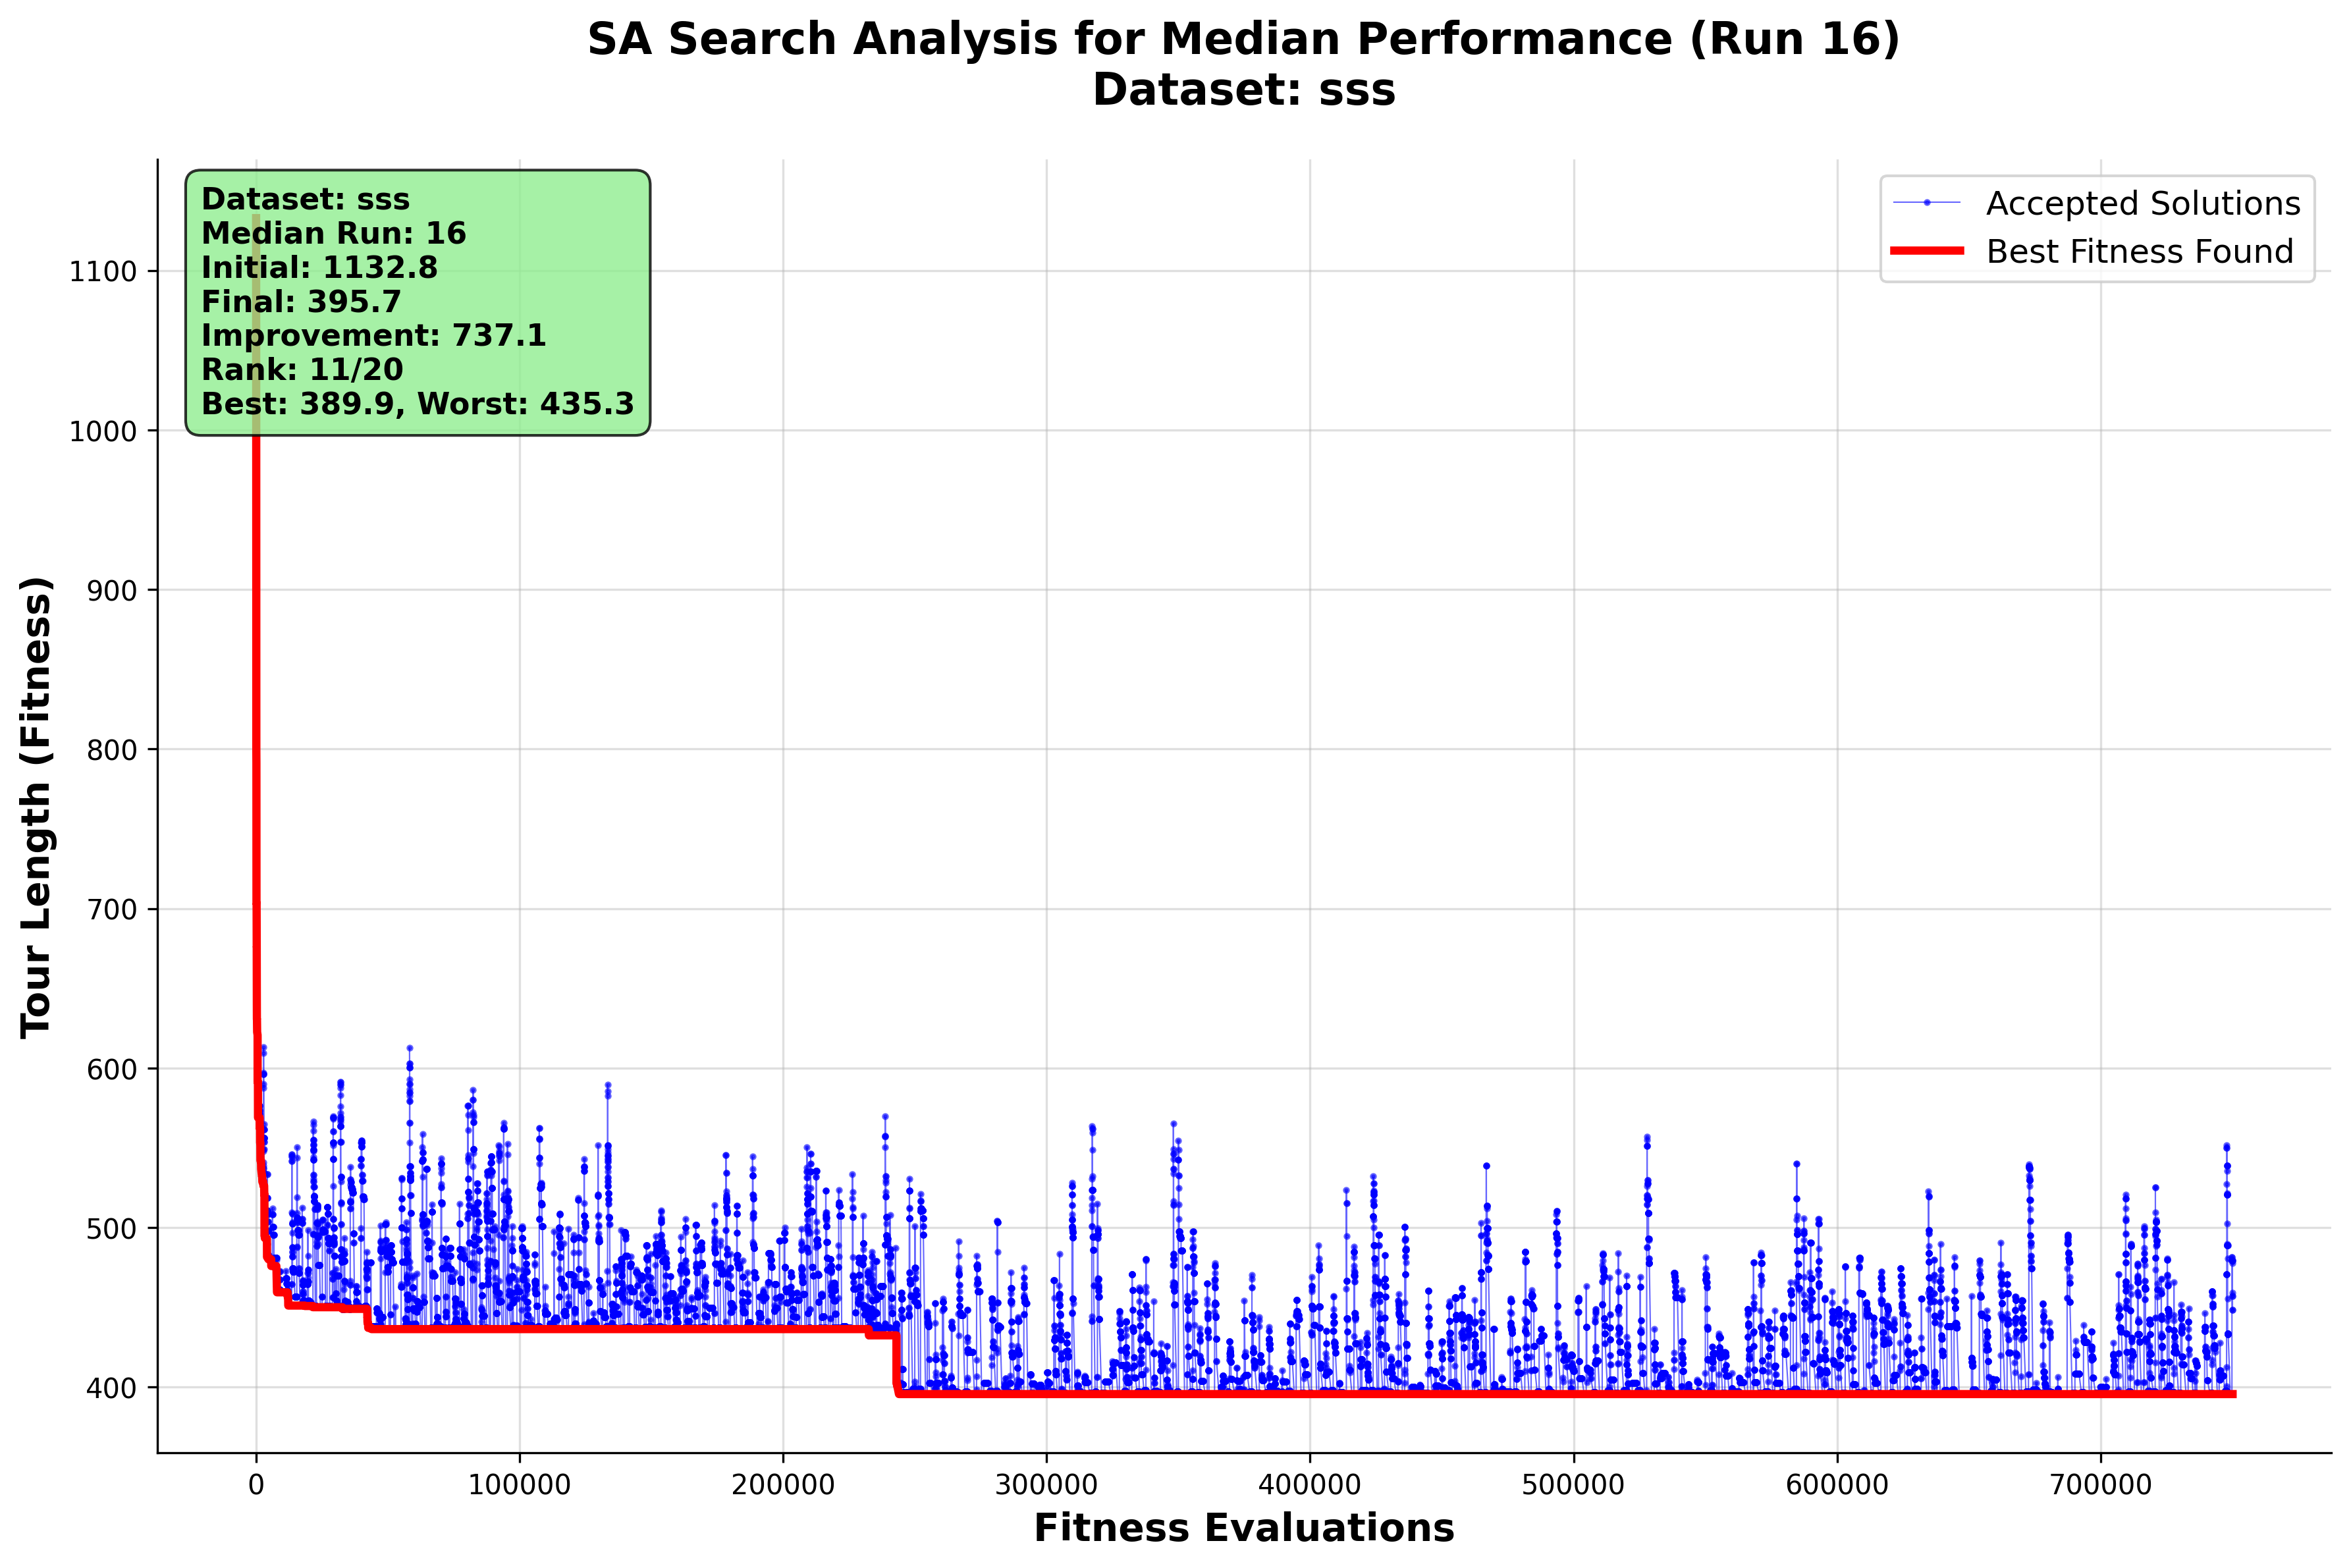 SA Search Analysis for Median Performance (Run 16)
Dataset: sss
Dataset: sss
Median Run: 16
Initial: 1132.8
Final: 395.7
Improvement: 737.1
Rank: 11/20
Best: 389.9, Worst: 435.3
Accepted Solutions
Best Fitness Found
Tour Length (Fitness)
1100
1000
900
800
700
600
500
400
0
100000
200000
300000
400000
500000
600000
700000
Fitness Evaluations